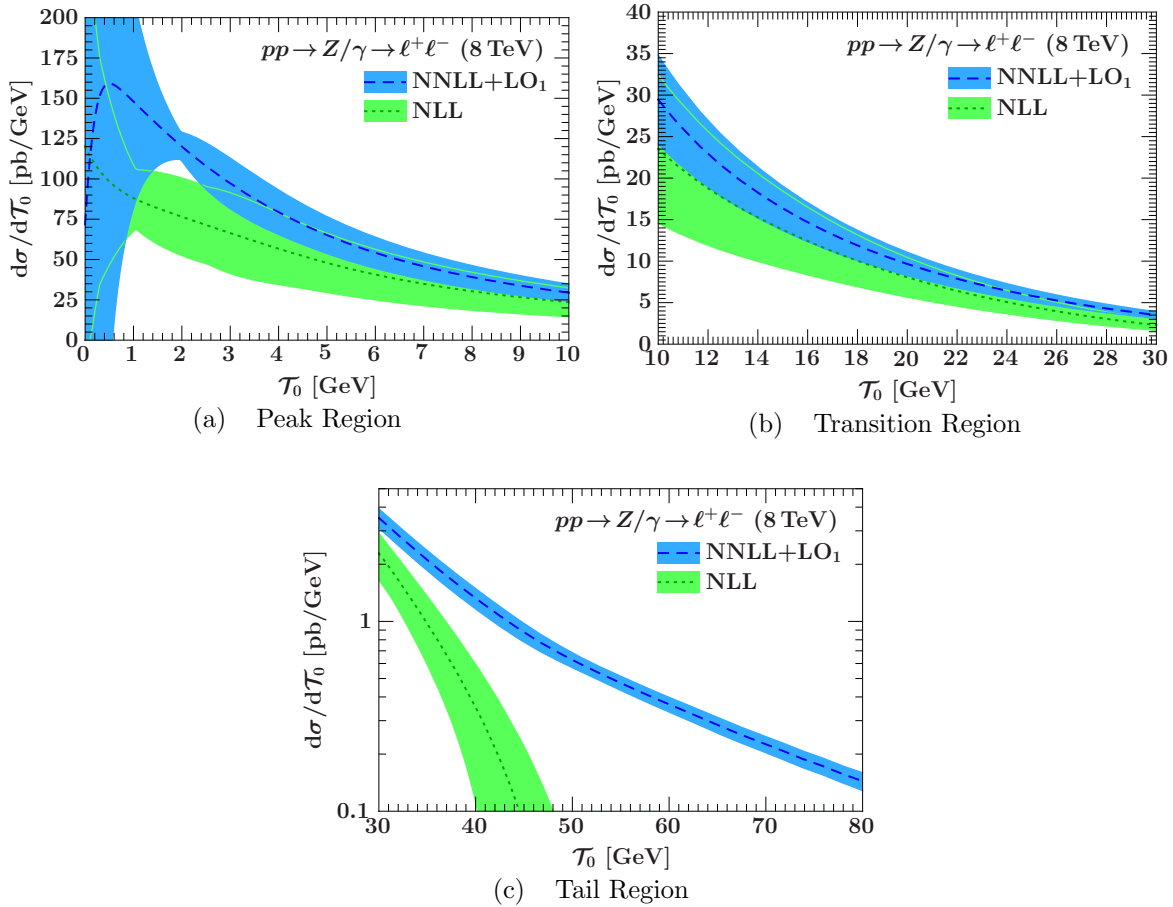 pp→Z/γ→ℓ⁺ℓ⁻ (8 TeV)
NNLL+LO₁
NLL
dσ/d𝒯₀ [pb/GeV]
200
175
150
125
100
75
50
25
0
0 1 2 3 4 5 6 7 8 9 10
𝒯₀ [GeV]
(a) Peak Region
pp→Z/γ→ℓ⁺ℓ⁻ (8 TeV)
NNLL+LO₁
NLL
dσ/d𝒯₀ [pb/GeV]
40
35
30
25
20
15
10
5
0
10 12 14 16 18 20 22 24 26 28 30
𝒯₀ [GeV]
(b) Transition Region
pp→Z/γ→ℓ⁺ℓ⁻ (8 TeV)
NNLL+LO₁
NLL
dσ/d𝒯₀ [pb/GeV]
1
0.1
30 40 50 60 70 80
𝒯₀ [GeV]
(c) Tail Region